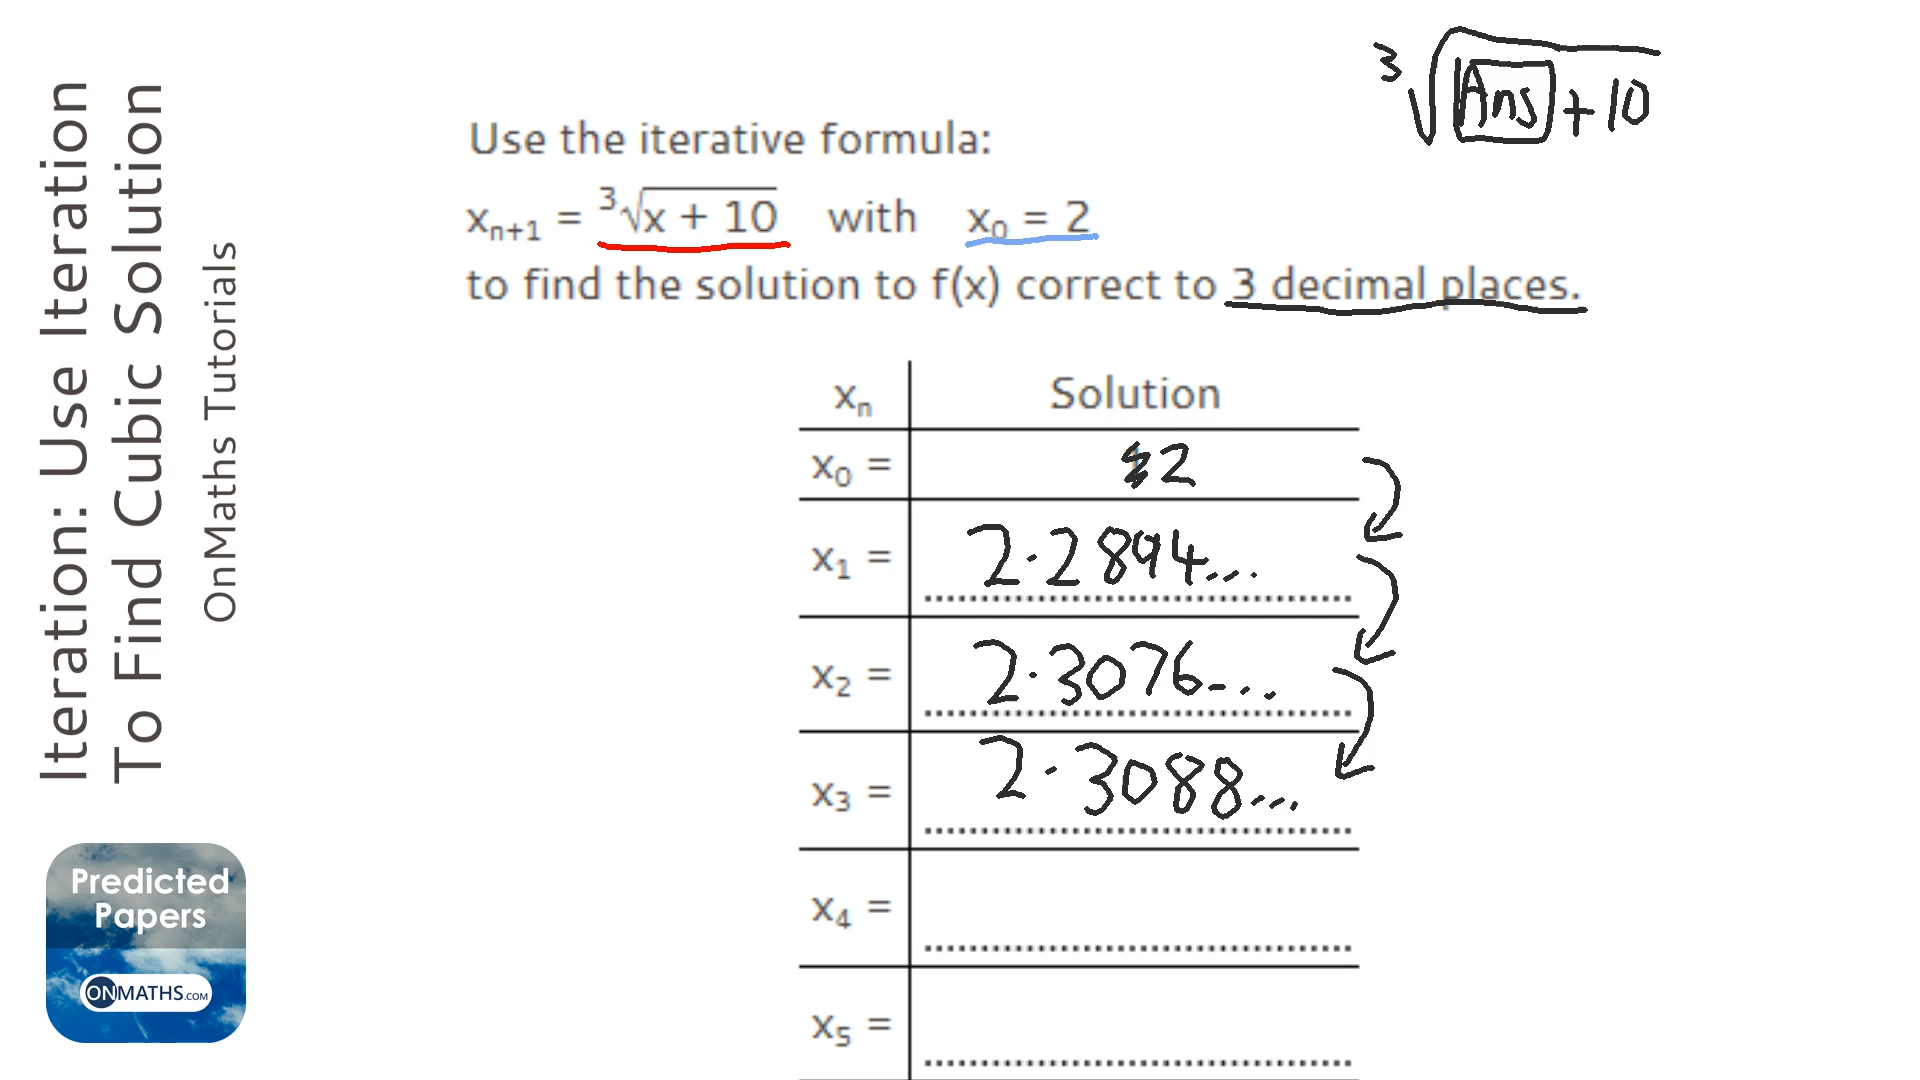 Iteration: Use Iteration
To Find Cubic Solution
OnMaths Tutorials
Predicted
Papers
ONMATHS.COM
³√Ans + 10
Use the iterative formula:
xₙ₊₁ = ³√x + 10 with x₀ = 2
to find the solution to f(x) correct to 3 decimal places.
xₙ Solution
x₀ = 2
x₁ = 2.2894...
x₂ = 2.3076...
x₃ = 2.3088...
x₄ =
x₅ =